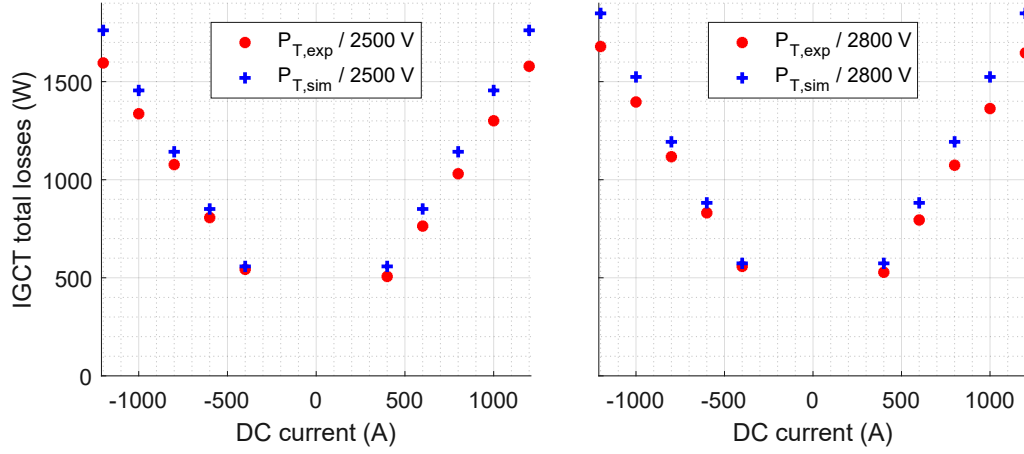 IGCT total losses (W)
1500
1000
500
0
-1000 -500 0 500 1000
DC current (A)
P_T,exp / 2500 V
P_T,sim / 2500 V
-1000 -500 0 500 1000
DC current (A)
P_T,exp / 2800 V
P_T,sim / 2800 V